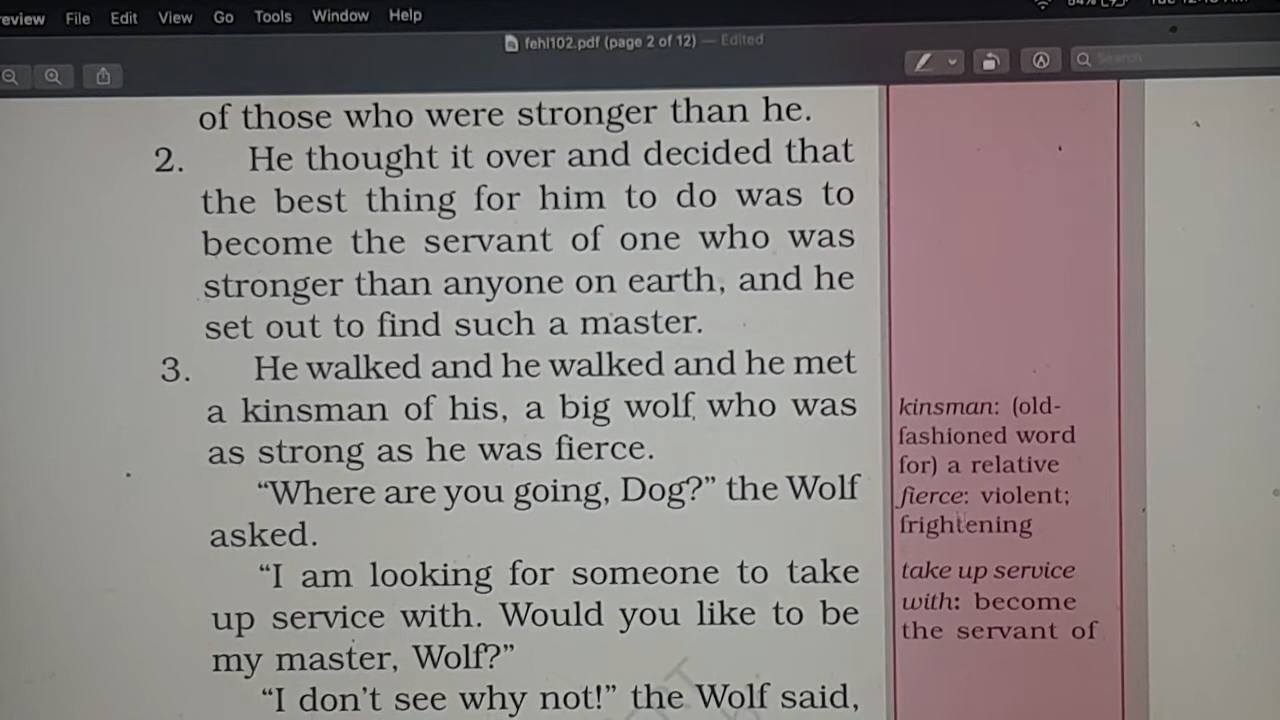 eview File Edit View Go Tools Window Help
fehl102.pdf (page 2 of 12) — Edited
Search
of those who were stronger than he.
2. He thought it over and decided that
the best thing for him to do was to
become the servant of one who was
stronger than anyone on earth, and he
set out to find such a master.
3. He walked and he walked and he met
a kinsman of his, a big wolf who was
as strong as he was fierce.
“Where are you going, Dog?” the Wolf
asked.
“I am looking for someone to take
up service with. Would you like to be
my master, Wolf?”
“I don't see why not!” the Wolf said,
kinsman: (old-
fashioned word
for) a relative
fierce: violent;
frightening
take up service
with: become
the servant of